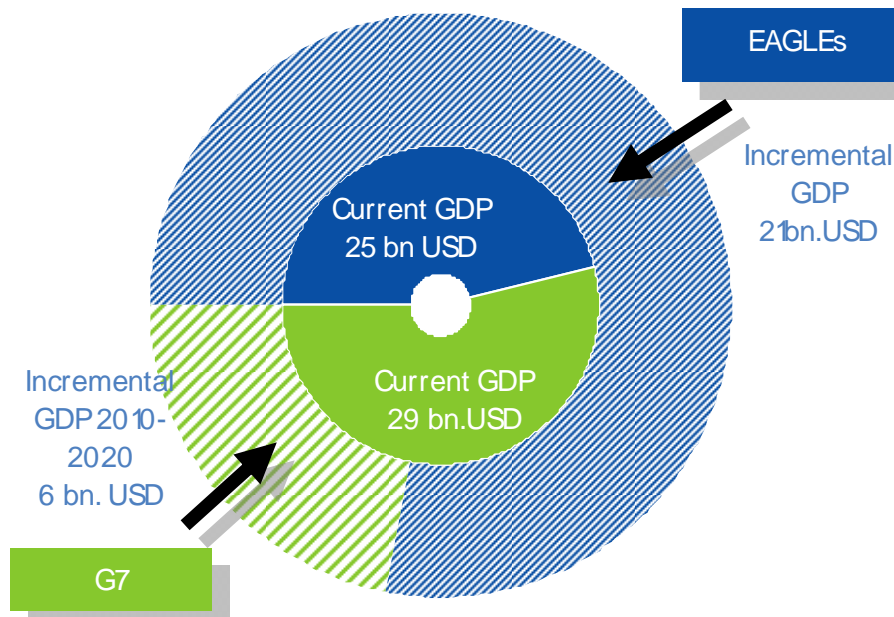 EAGLEs
Incremental
GDP
21bn.USD
Current GDP
25 bn USD
Current GDP
29 bn.USD
Incremental
GDP 2010-
2020
6 bn. USD
G7